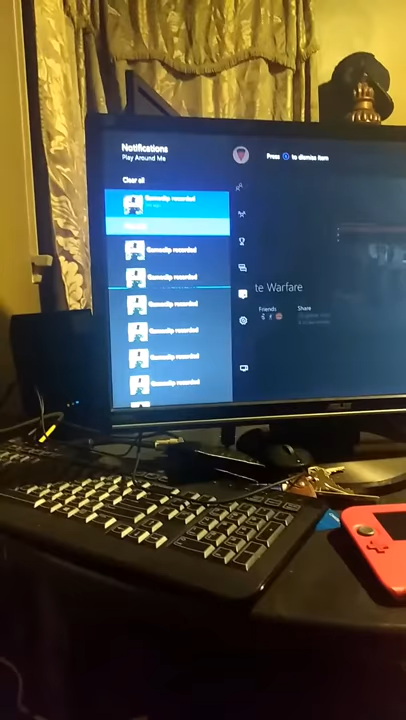 Notifications
Play Around Me
Press to dismiss item
Clear all
Gameclip recorded
Gameclip recorded
Gameclip recorded
te Warfare
Gameclip recorded
Friends
Share
Gameclip recorded
Gameclip recorded
Gameclip recorded
ASUS